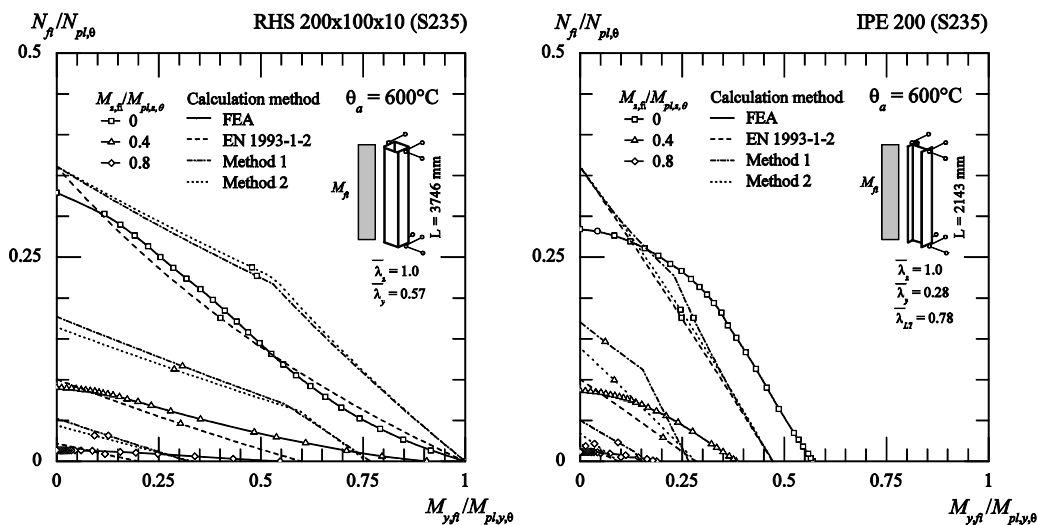 N_fi/N_pl,θ
RHS 200x100x10 (S235)
0.5
M_z,fi/M_pl,z,θ
Calculation method
θ_a = 600°C
0
FEA
0.4
EN 1993-1-2
0.8
Method 1
Method 2
M_fi
L = 3746 mm
0.25
λ_z = 1.0
λ_y = 0.57
0
0
0.25
0.5
0.75
1
M_y,fi/M_pl,y,θ
N_fi/N_pl,θ
IPE 200 (S235)
0.5
M_z,fi/M_pl,z,θ
Calculation method
θ_a = 600°C
0
FEA
0.4
EN 1993-1-2
0.8
Method 1
Method 2
M_fi
L = 2143 mm
0.25
λ_z = 1.0
λ_y = 0.28
λ_LT = 0.78
0
0
0.25
0.5
0.75
1
M_y,fi/M_pl,y,θ